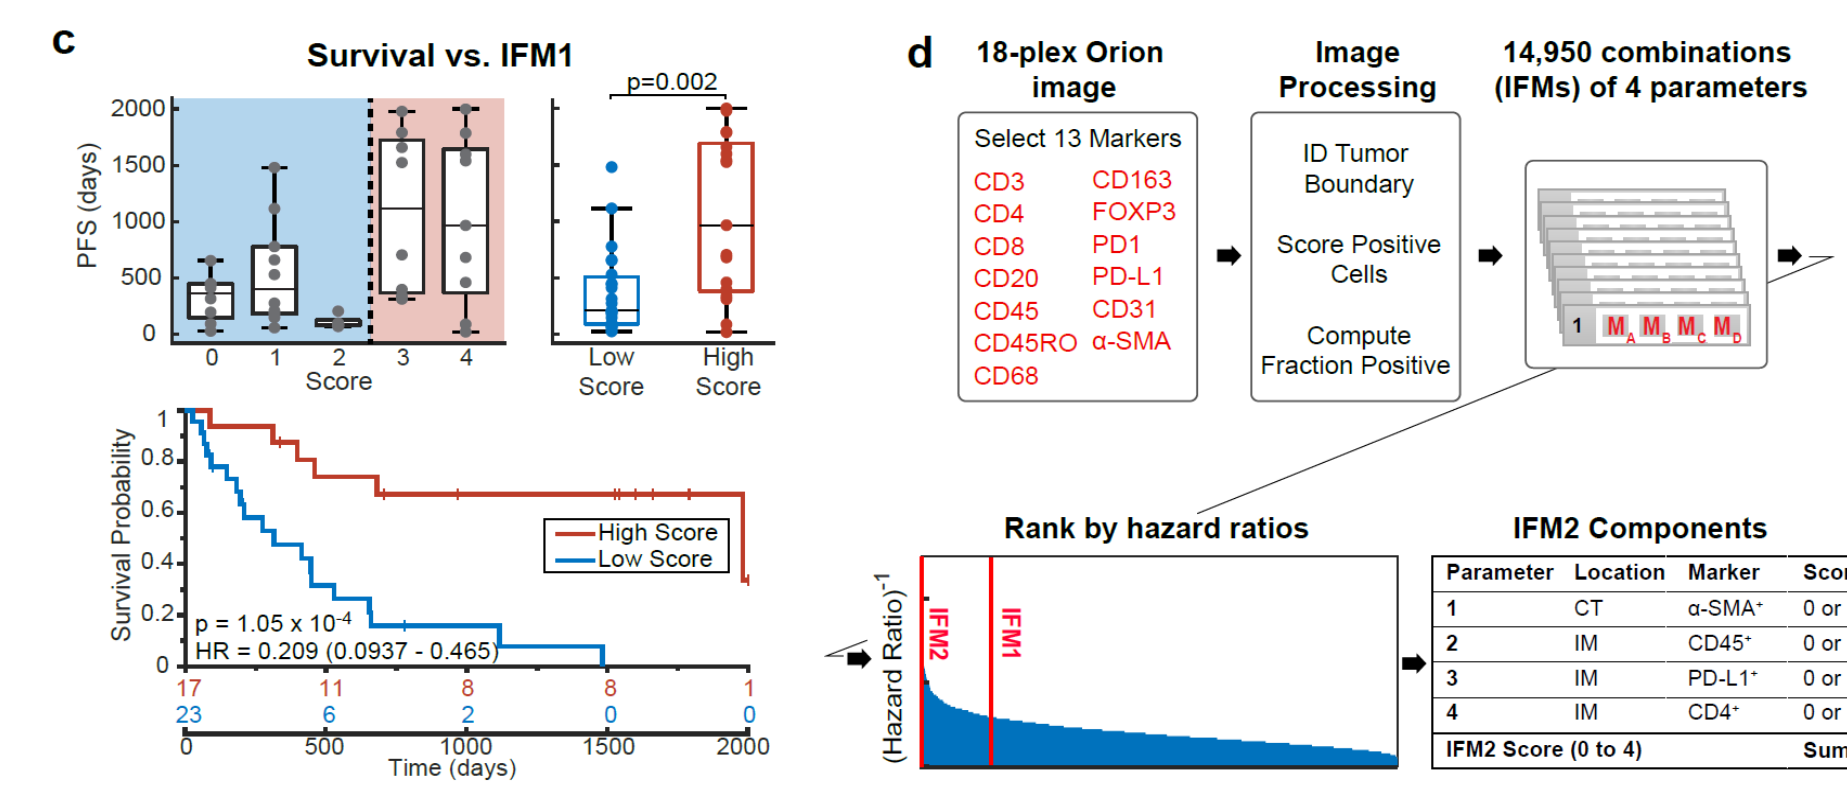 c
Survival vs. IFM1
p=0.002
PFS (days)
2000
1500
1000
500
0
0 1 2 3 4
Score
Low Score
High Score
Survival Probability
1
0.8
0.6
0.4
0.2
0
High Score
Low Score
p = 1.05 x 10-4
HR = 0.209 (0.0937 - 0.465)
17 11 8 8 1
23 6 2 0 0
0 500 1000 1500 2000
Time (days)
d
18-plex Orion
image
Select 13 Markers
CD3
CD4
CD8
CD20
CD45
CD45RO
CD68
CD163
FOXP3
PD1
PD-L1
CD31
α-SMA
Image
Processing
ID Tumor
Boundary
Score Positive
Cells
Compute
Fraction Positive
14,950 combinations
(IFMs) of 4 parameters
1 MA MB MC MD
Rank by hazard ratios
(Hazard Ratio)-1
IFM2
IFM1
IFM2 Components
Parameter Location Marker Scor
1 CT α-SMA+ 0 or
2 IM CD45+ 0 or
3 IM PD-L1+ 0 or
4 IM CD4+ 0 or
IFM2 Score (0 to 4) Sum